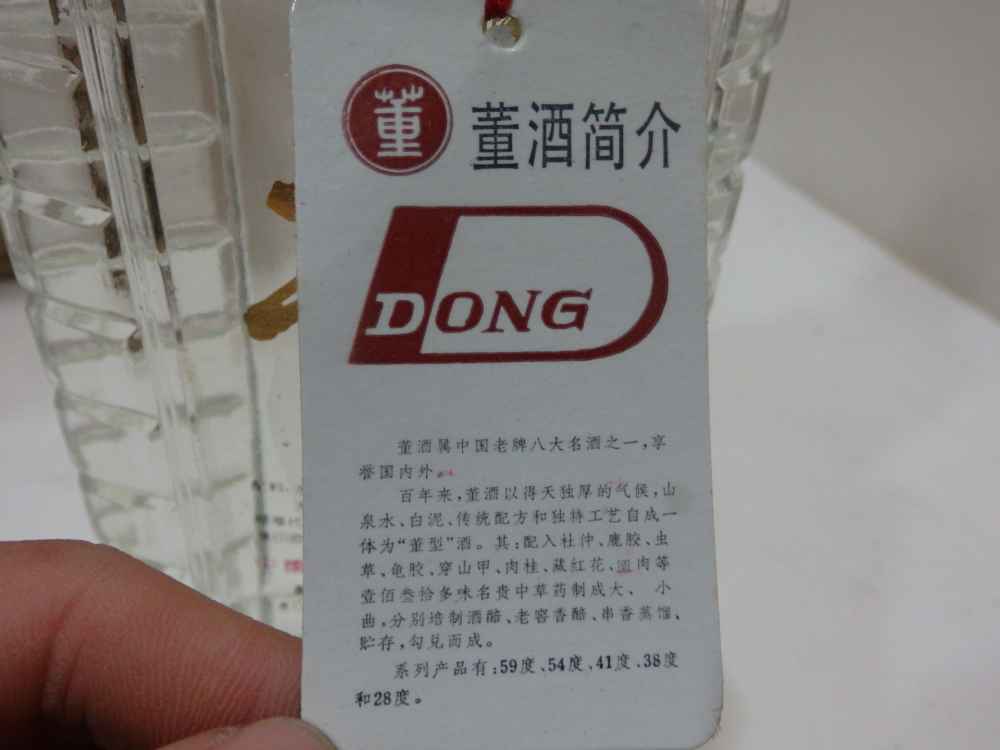 董
董酒简介
DONG
董酒属中国老牌八大名酒之一,享
誉国内外。
百年来,董酒以得天独厚的气候,山
泉水、白泥、传统配方和独特工艺自成一
体为“董型”酒。其:配入杜仲、鹿胶、虫
草、龟胶、穿山甲、肉桂、藏红花、 肉等
壹佰叁拾多味名贵中草药制成大、 小
曲,分别培制酒醅、老窖香醅、串香蒸馏、
贮存,勾兑而成。
系列产品有:59度、54度、41度、38度
和28度。